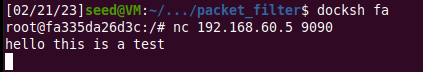 [02/21/23]seed@VM:~/.../packet_filter$ docksh fa
root@fa335da26d3c:/# nc 192.168.60.5 9090
hello this is a test